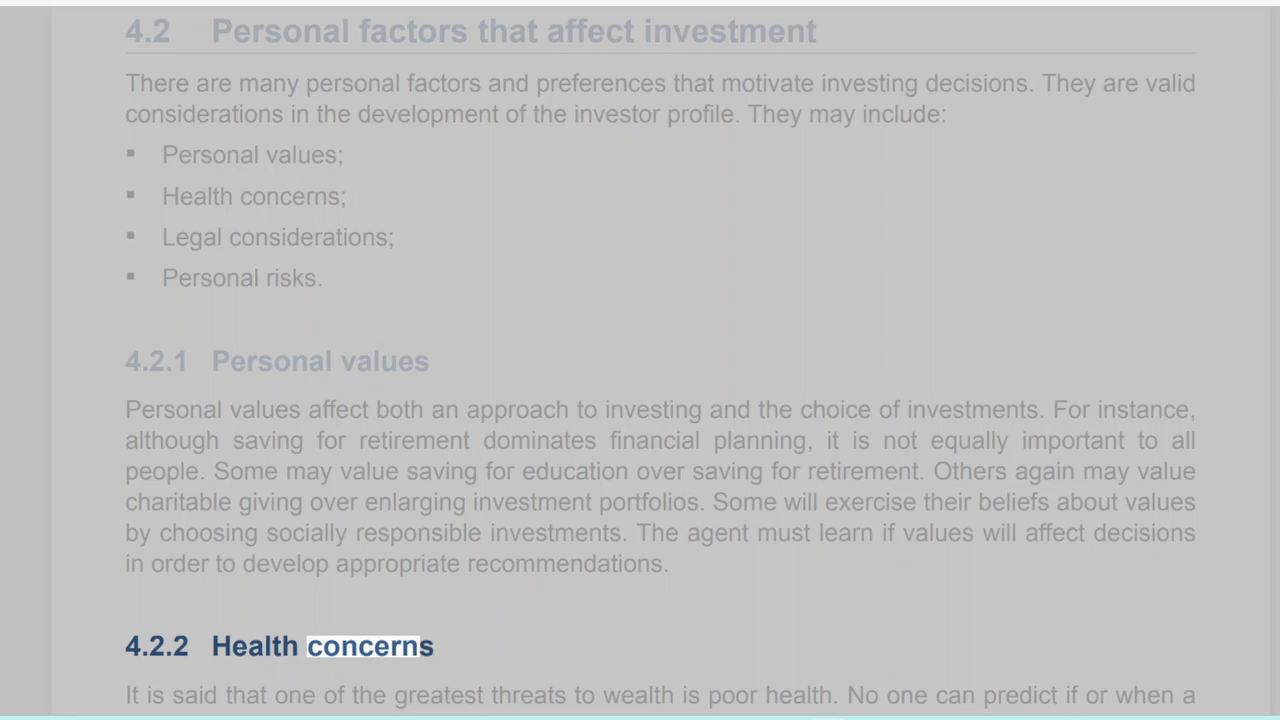 4.2 Personal factors that affect investment
There are many personal factors and preferences that motivate investing decisions. They are valid
considerations in the development of the investor profile. They may include:
▪ Personal values;
▪ Health concerns;
▪ Legal considerations;
▪ Personal risks.
4.2.1 Personal values
Personal values affect both an approach to investing and the choice of investments. For instance,
although saving for retirement dominates financial planning, it is not equally important to all
people. Some may value saving for education over saving for retirement. Others again may value
charitable giving over enlarging investment portfolios. Some will exercise their beliefs about values
by choosing socially responsible investments. The agent must learn if values will affect decisions
in order to develop appropriate recommendations.
4.2.2 Health concerns
It is said that one of the greatest threats to wealth is poor health. No one can predict if or when a